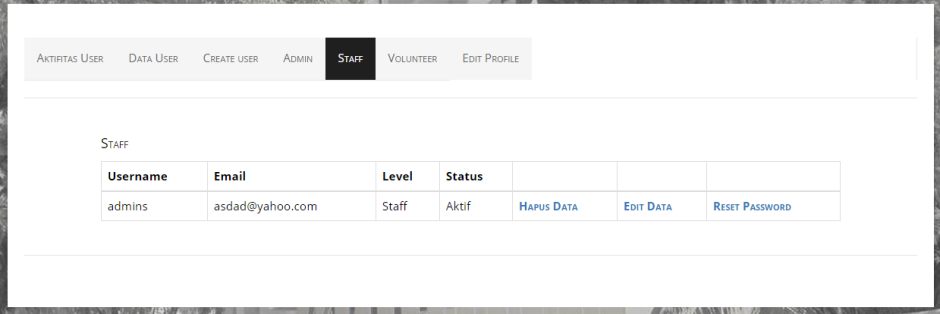 Aktifitas User Data User Create user Admin Staff Volunteer Edit Profile
Staff
Username Email Level Status
admins asdad@yahoo.com Staff Aktif Hapus Data Edit Data Reset Password